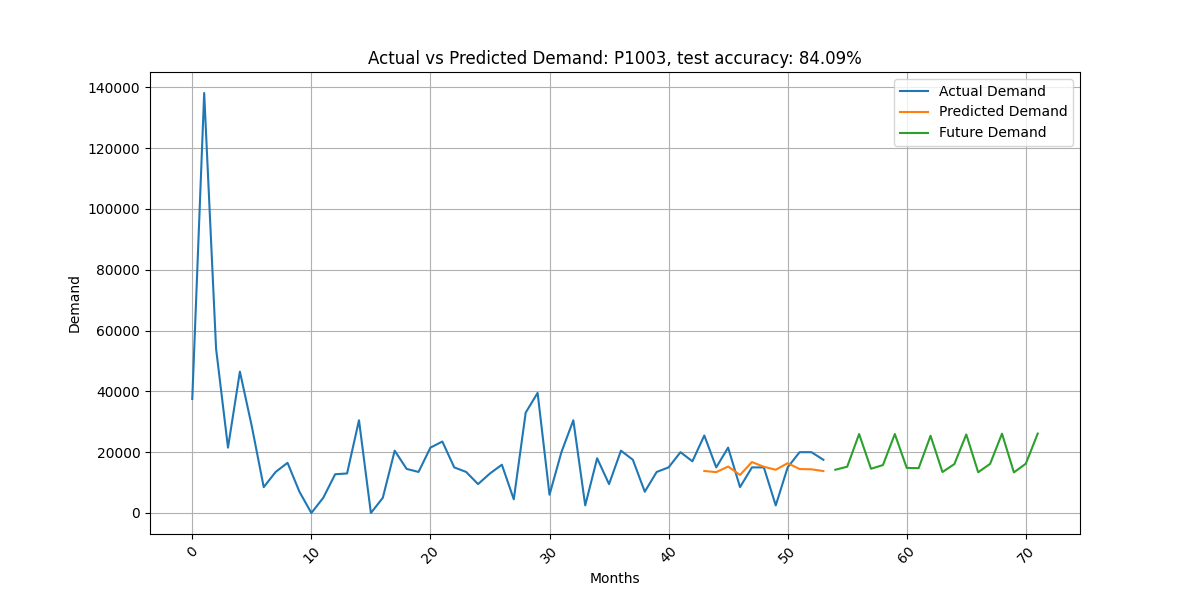 Actual vs Predicted Demand: P1003, test accuracy: 84.09%
Actual Demand
Predicted Demand
Future Demand
Demand
140000
120000
100000
80000
60000
40000
20000
0
0
10
20
30
40
50
60
70
Months